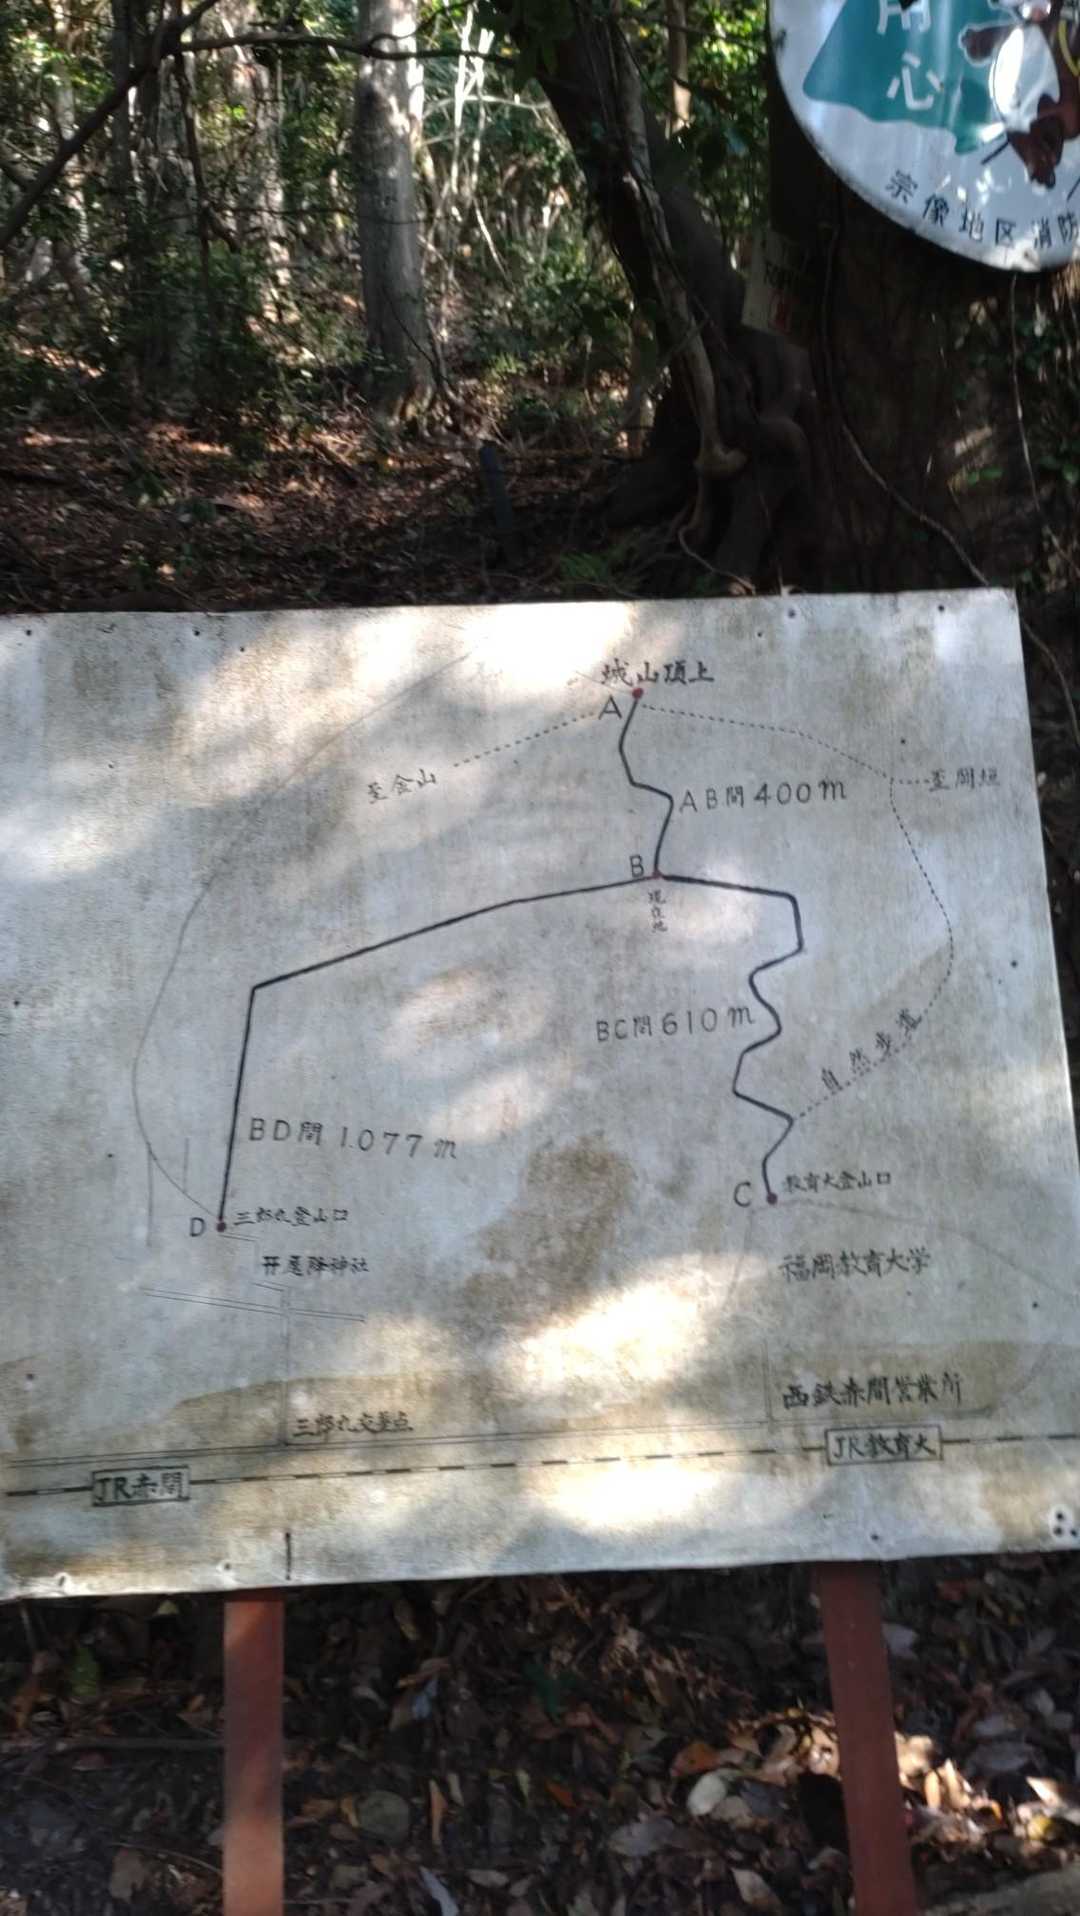 用
心
宗像地区消防
城山頂上
A
至金山
AB間400m
至岡垣
B
現在地
BC間610m
自然歩道
BD間1.077m
C 教育大登山口
D 三郎丸登山口
福岡教育大学
西鉄赤間営業所
三郎丸交差点
JR教育大
JR赤間